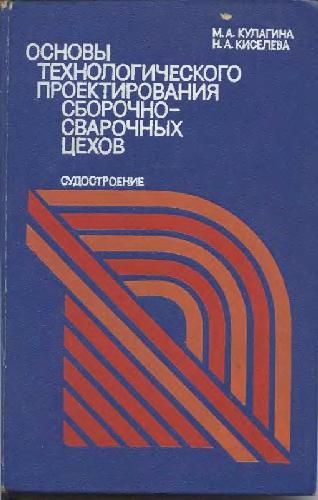 М. А. КУЛАГИНА
Н. А. КИСЕЛЕВА
ОСНОВЫ
ТЕХНОЛОГИЧЕСКОГО
ПРОЕКТИРОВАНИЯ
СБОРОЧНО-
СВАРОЧНЫХ
ЦЕХОВ
СУДОСТРОЕНИЕ